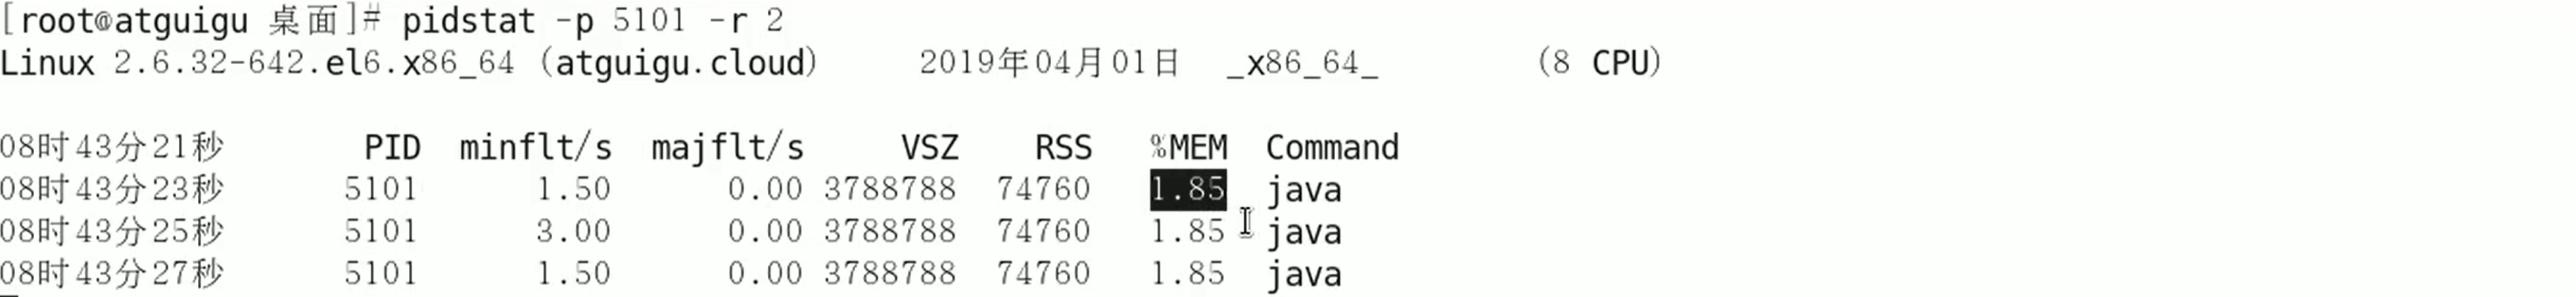 [root@atguigu 桌面]# pidstat -p 5101 -r 2
Linux 2.6.32-642.el6.x86_64 (atguigu.cloud) 2019年04月01日 _x86_64_ (8 CPU)
08时43分21秒 PID minflt/s majflt/s VSZ RSS %MEM Command
08时43分23秒 5101 1.50 0.00 3788788 74760 1.85 java
08时43分25秒 5101 3.00 0.00 3788788 74760 1.85 java
08时43分27秒 5101 1.50 0.00 3788788 74760 1.85 java